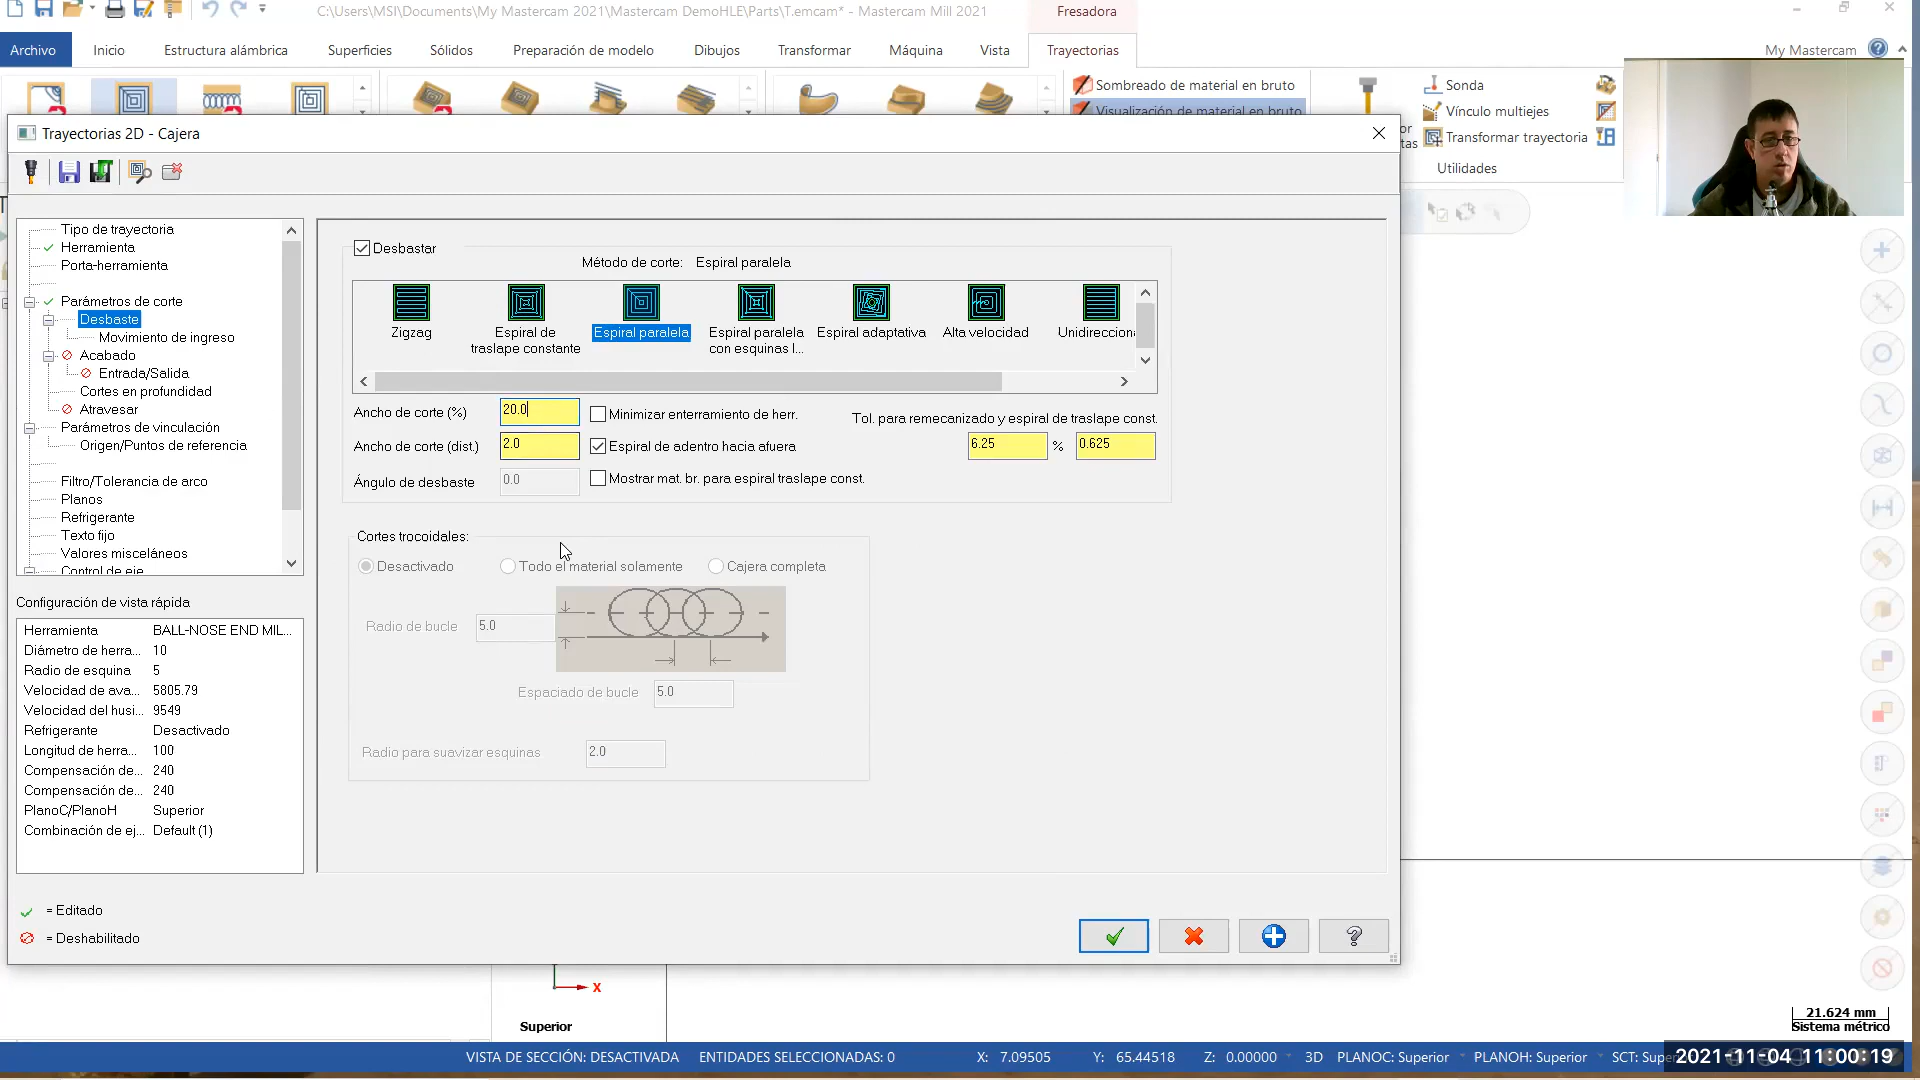 C:\Users\MSI\Documents\My Mastercam 2021\Mastercam DemoHLE\Parts\T.emcam* - Mastercam Mill 2021
Fresadora
Archivo
Inicio
Estructura alámbrica
Superficies
Sólidos
Preparación de modelo
Dibujos
Transformar
Máquina
Vista
Trayectorias
My Mastercam
Sombreado de material en bruto
Visualización de material en bruto
Sonda
Vínculo multiejes
Transformar trayectoria
Utilidades
Trayectorias 2D - Cajera
Tipo de trayectoria
Herramienta
Porta-herramienta
Parámetros de corte
Desbaste
Movimiento de ingreso
Acabado
Entrada/Salida
Cortes en profundidad
Atravesar
Parámetros de vinculación
Origen/Puntos de referencia
Filtro/Tolerancia de arco
Planos
Refrigerante
Texto fijo
Valores misceláneos
Control de eje
Desbastar
Método de corte: Espiral paralela
Zigzag
Espiral de
traslape constante
Espiral paralela
Espiral paralela
con esquinas l...
Espiral adaptativa
Alta velocidad
Unidirecciona
Ancho de corte (%) 20.0
Minimizar enterramiento de herr.
Tol. para remecanizado y espiral de traslape const.
Ancho de corte (dist.) 2.0
Espiral de adentro hacia afuera
6.25 % 0.625
Ángulo de desbaste 0.0
Mostrar mat. br. para espiral traslape const.
Cortes trocoidales:
Desactivado
Todo el material solamente
Cajera completa
Radio de bucle 5.0
Espaciado de bucle 5.0
Radio para suavizar esquinas 2.0
Configuración de vista rápida
Herramienta BALL-NOSE END MIL...
Diámetro de herra... 10
Radio de esquina 5
Velocidad de ava... 5805.79
Velocidad del husi... 9549
Refrigerante Desactivado
Longitud de herra... 100
Compensación de... 240
Compensación de... 240
PlanoC/PlanoH Superior
Combinación de ej... Default (1)
= Editado
= Deshabilitado
X
Superior
21.624 mm
Sistema métrico
VISTA DE SECCIÓN: DESACTIVADA ENTIDADES SELECCIONADAS: 0 X: 7.09505 Y: 65.44518 Z: 0.00000 3D PLANOC: Superior PLANOH: Superior SCT: Supe
2021-11-04 11:00:19